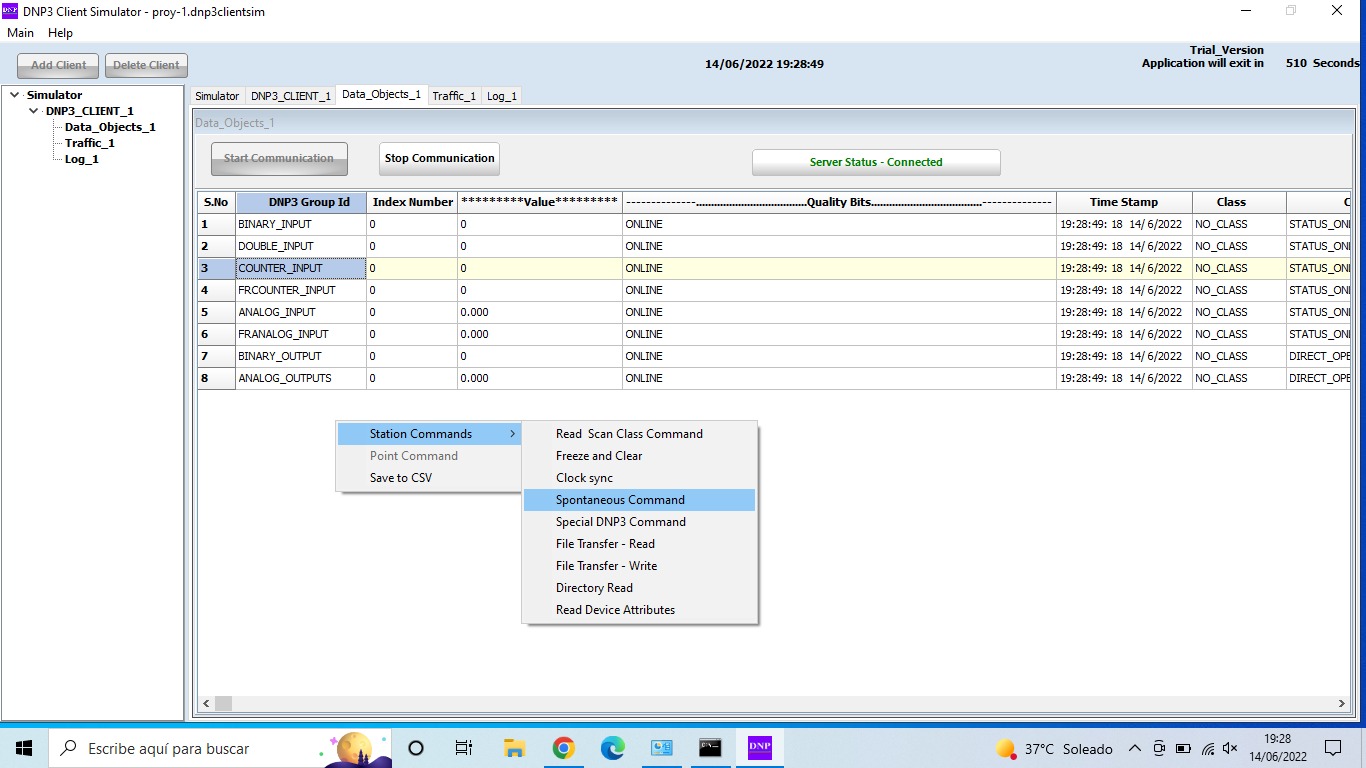 DNP3 Client Simulator - proy-1.dnp3clientsim
Main Help
Add Client Delete Client 14/06/2022 19:28:49 Trial_Version
Application will exit in 510 Seconds
Simulator
DNP3_CLIENT_1
Data_Objects_1
Traffic_1
Log_1
Simulator DNP3_CLIENT_1 Data_Objects_1 Traffic_1 Log_1
Data_Objects_1
Start Communication Stop Communication Server Status - Connected
S.No DNP3 Group Id Index Number *********Value********* --------------......................................Quality Bits......................................-------------- Time Stamp Class C
1 BINARY_INPUT 0 0 ONLINE 19:28:49: 18 14/ 6/2022 NO_CLASS STATUS_ONL
2 DOUBLE_INPUT 0 0 ONLINE 19:28:49: 18 14/ 6/2022 NO_CLASS STATUS_ONL
3 COUNTER_INPUT 0 0 ONLINE 19:28:49: 18 14/ 6/2022 NO_CLASS STATUS_ONL
4 FRCOUNTER_INPUT 0 0 ONLINE 19:28:49: 18 14/ 6/2022 NO_CLASS STATUS_ONL
5 ANALOG_INPUT 0 0.000 ONLINE 19:28:49: 18 14/ 6/2022 NO_CLASS STATUS_ONL
6 FRANALOG_INPUT 0 0.000 ONLINE 19:28:49: 18 14/ 6/2022 NO_CLASS STATUS_ONL
7 BINARY_OUTPUT 0 0 ONLINE 19:28:49: 18 14/ 6/2022 NO_CLASS DIRECT_OPE
8 ANALOG_OUTPUTS 0 0.000 ONLINE 19:28:49: 18 14/ 6/2022 NO_CLASS DIRECT_OPE
Station Commands
Point Command
Save to CSV
Read Scan Class Command
Freeze and Clear
Clock sync
Spontaneous Command
Special DNP3 Command
File Transfer - Read
File Transfer - Write
Directory Read
Read Device Attributes
Escribe aquí para buscar DNP 37°C Soleado 19:28
14/06/2022